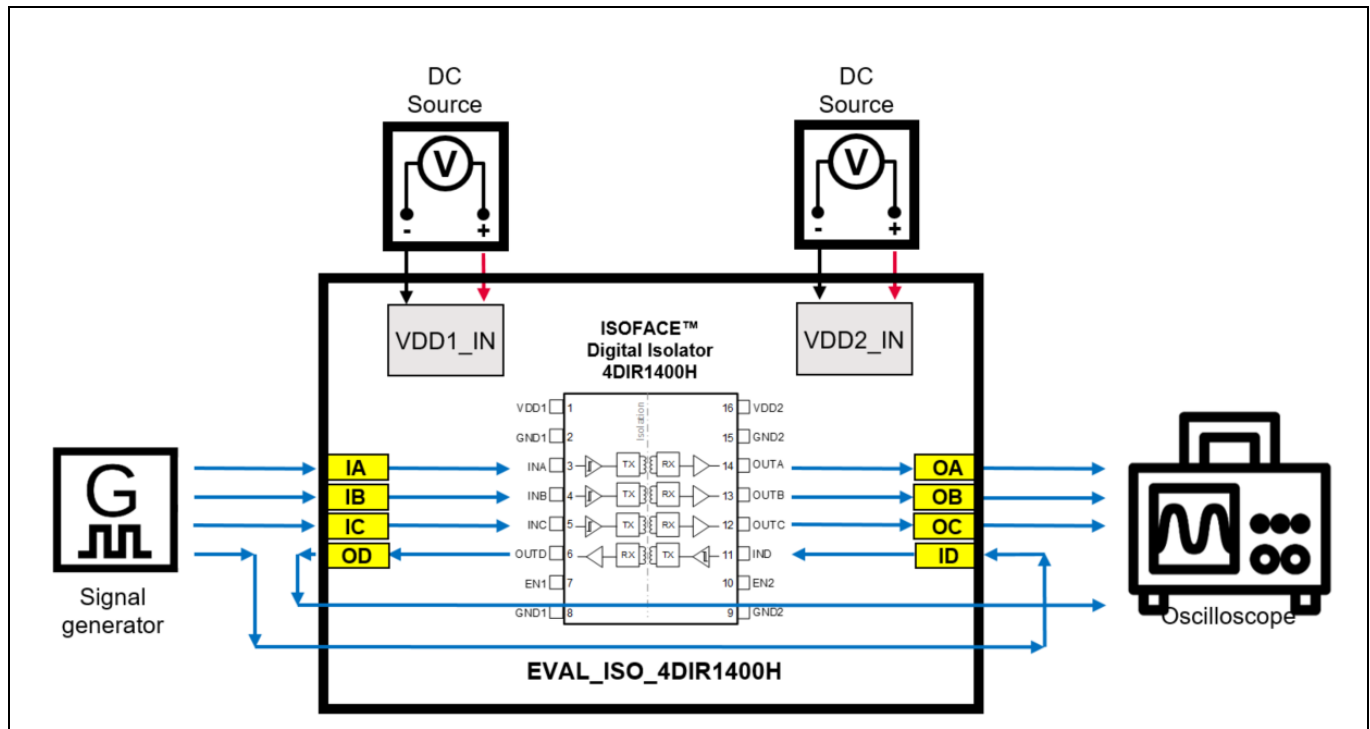 DC
Source
DC
Source
V
V
- +
- +
VDD1_IN
VDD2_IN
ISOFACE™
Digital Isolator
4DIR1400H
Isolation
VDD1 1 16 VDD2
GND1 2 15 GND2
INA 3 TX RX 14 OUTA
INB 4 TX RX 13 OUTB
INC 5 TX RX 12 OUTC
OUTD 6 RX TX 11 IND
EN1 7 10 EN2
GND1 8 9 GND2
G
Signal
generator
IA
IB
IC
OD
OA
OB
OC
ID
Oscilloscope
EVAL_ISO_4DIR1400H